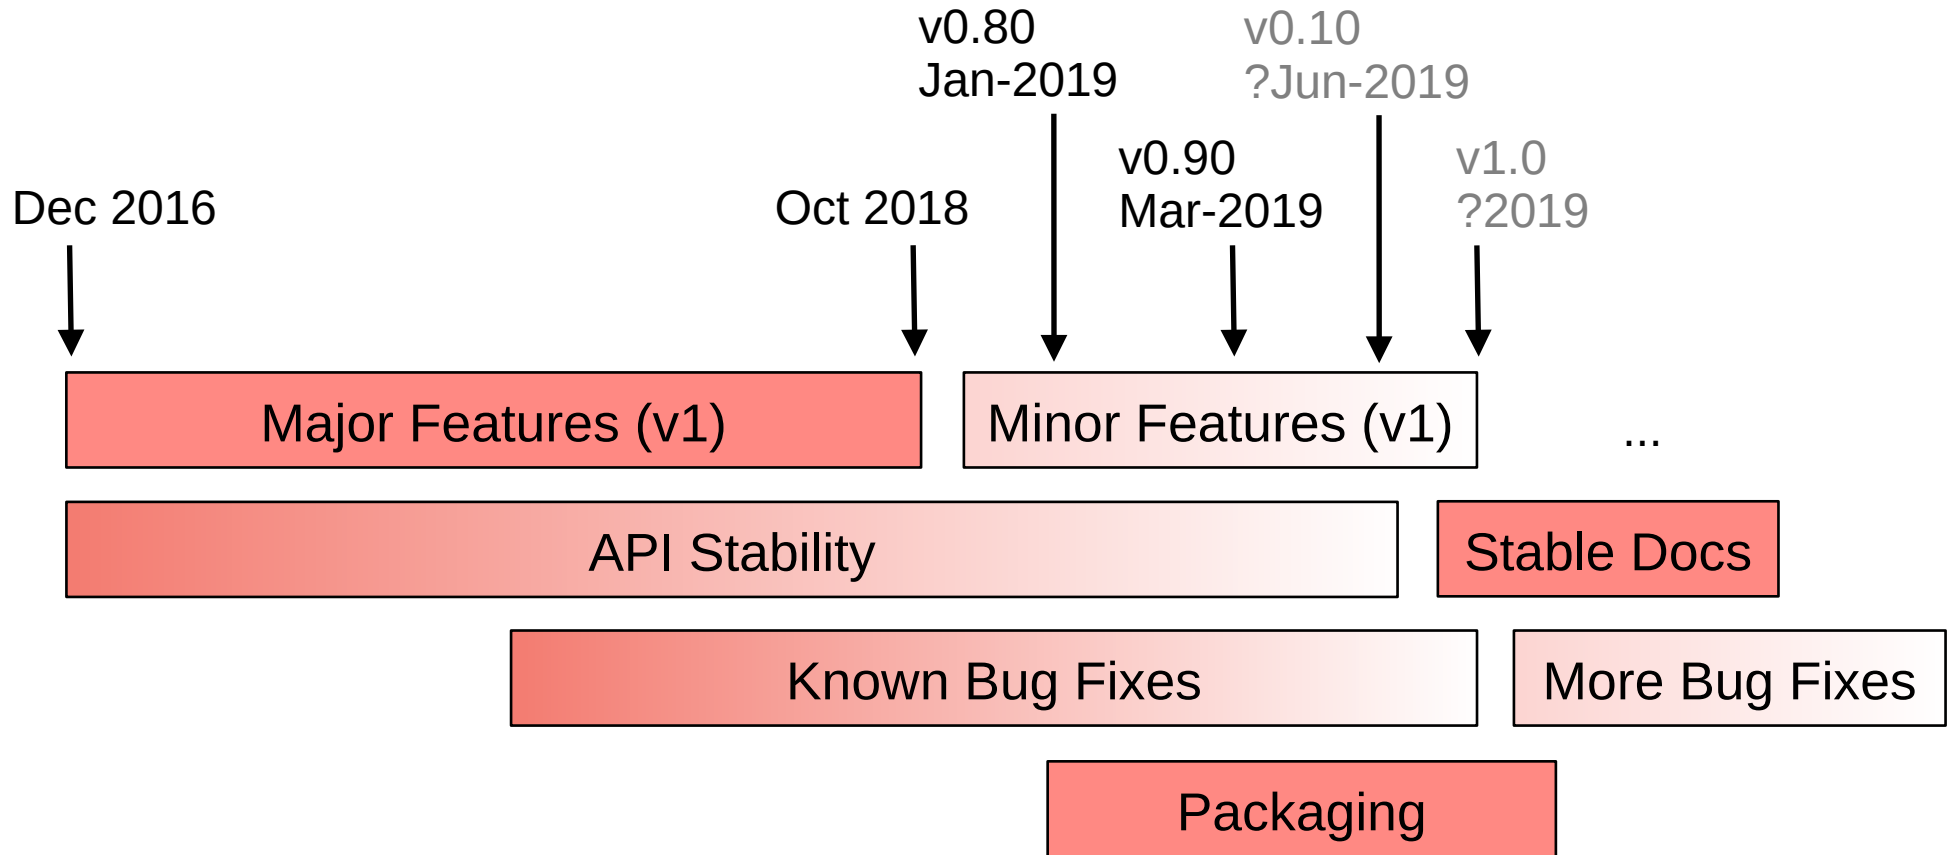 v0.80
Jan-2019
v0.10
?Jun-2019
v0.90
Mar-2019
v1.0
?2019
Dec 2016
Oct 2018
Major Features (v1)
Minor Features (v1)
...
API Stability
Stable Docs
Known Bug Fixes
More Bug Fixes
Packaging